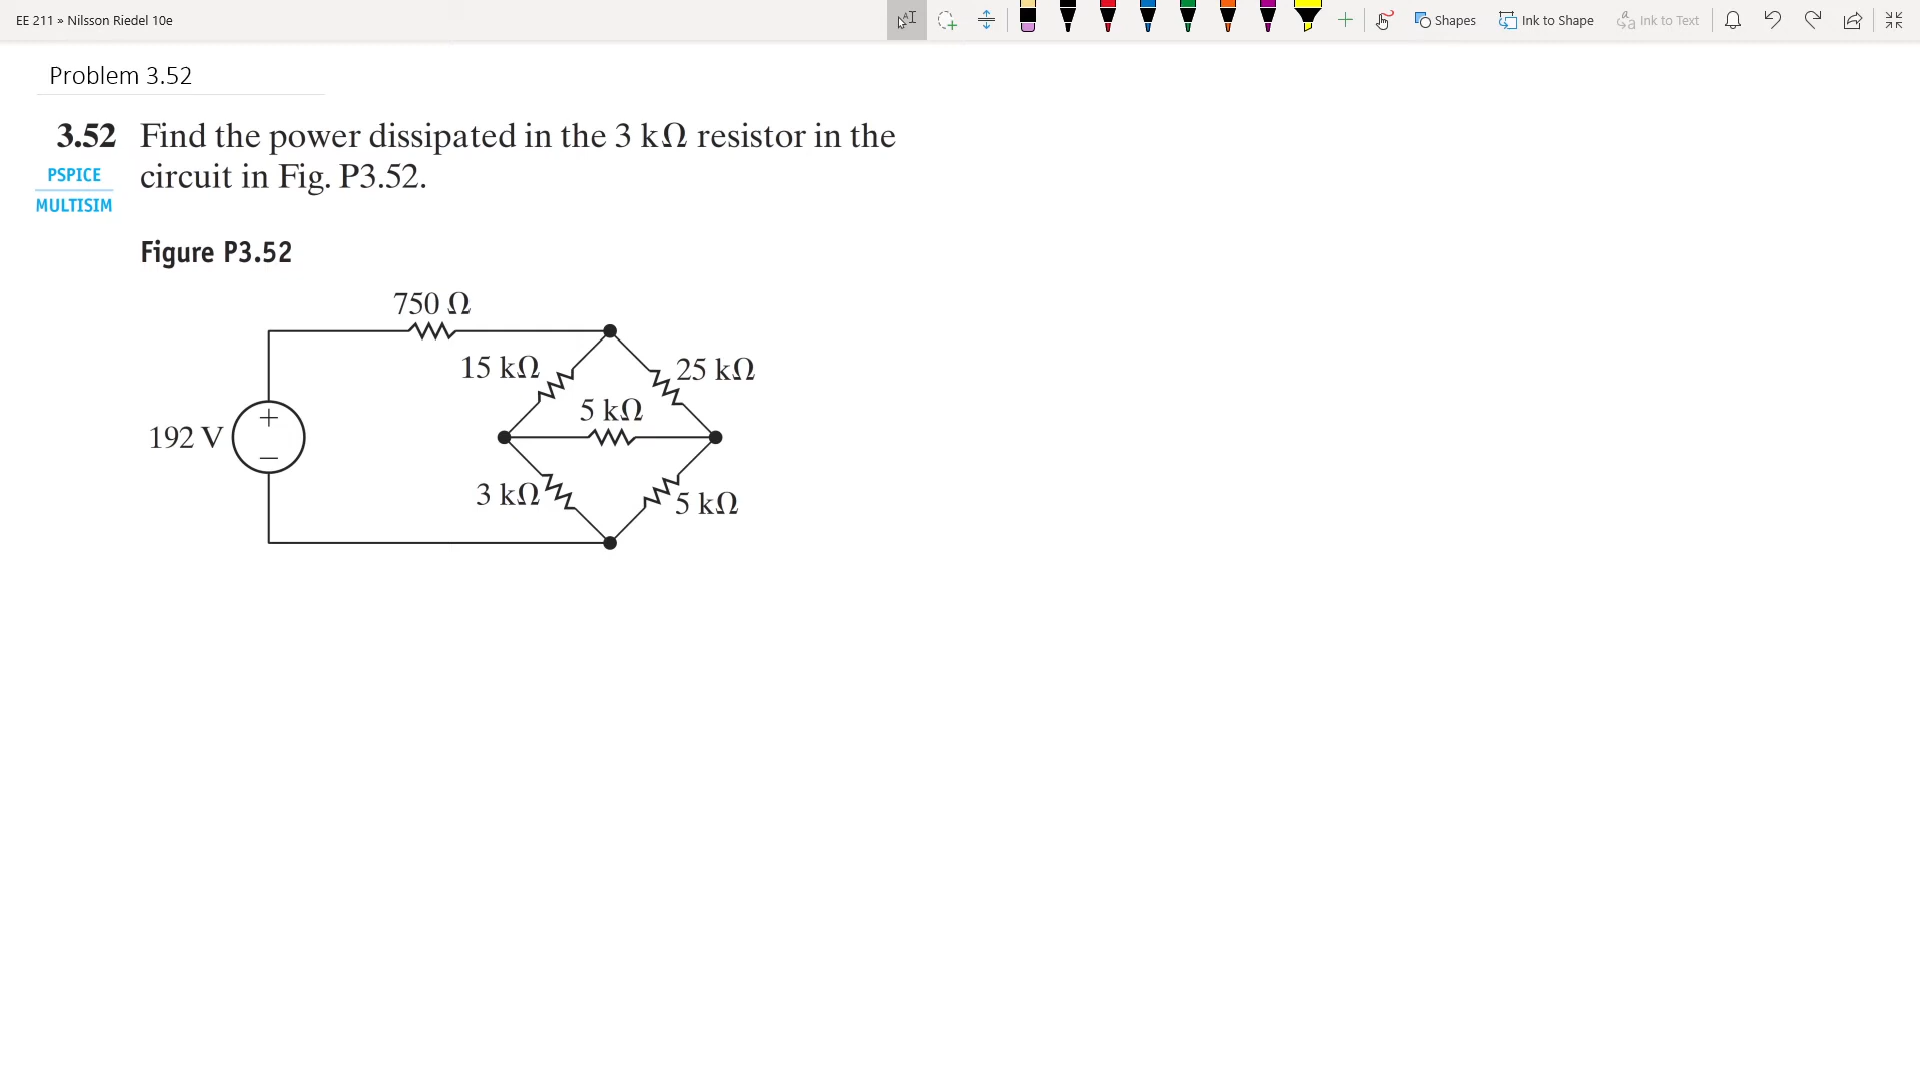 EE 211 » Nilsson Riedel 10e
Shapes
Ink to Shape
Ink to Text
Problem 3.52
3.52 Find the power dissipated in the 3 kΩ resistor in the
PSPICE circuit in Fig. P3.52.
MULTISIM
Figure P3.52
750 Ω
15 kΩ
25 kΩ
5 kΩ
192 V
+
−
3 kΩ
5 kΩ